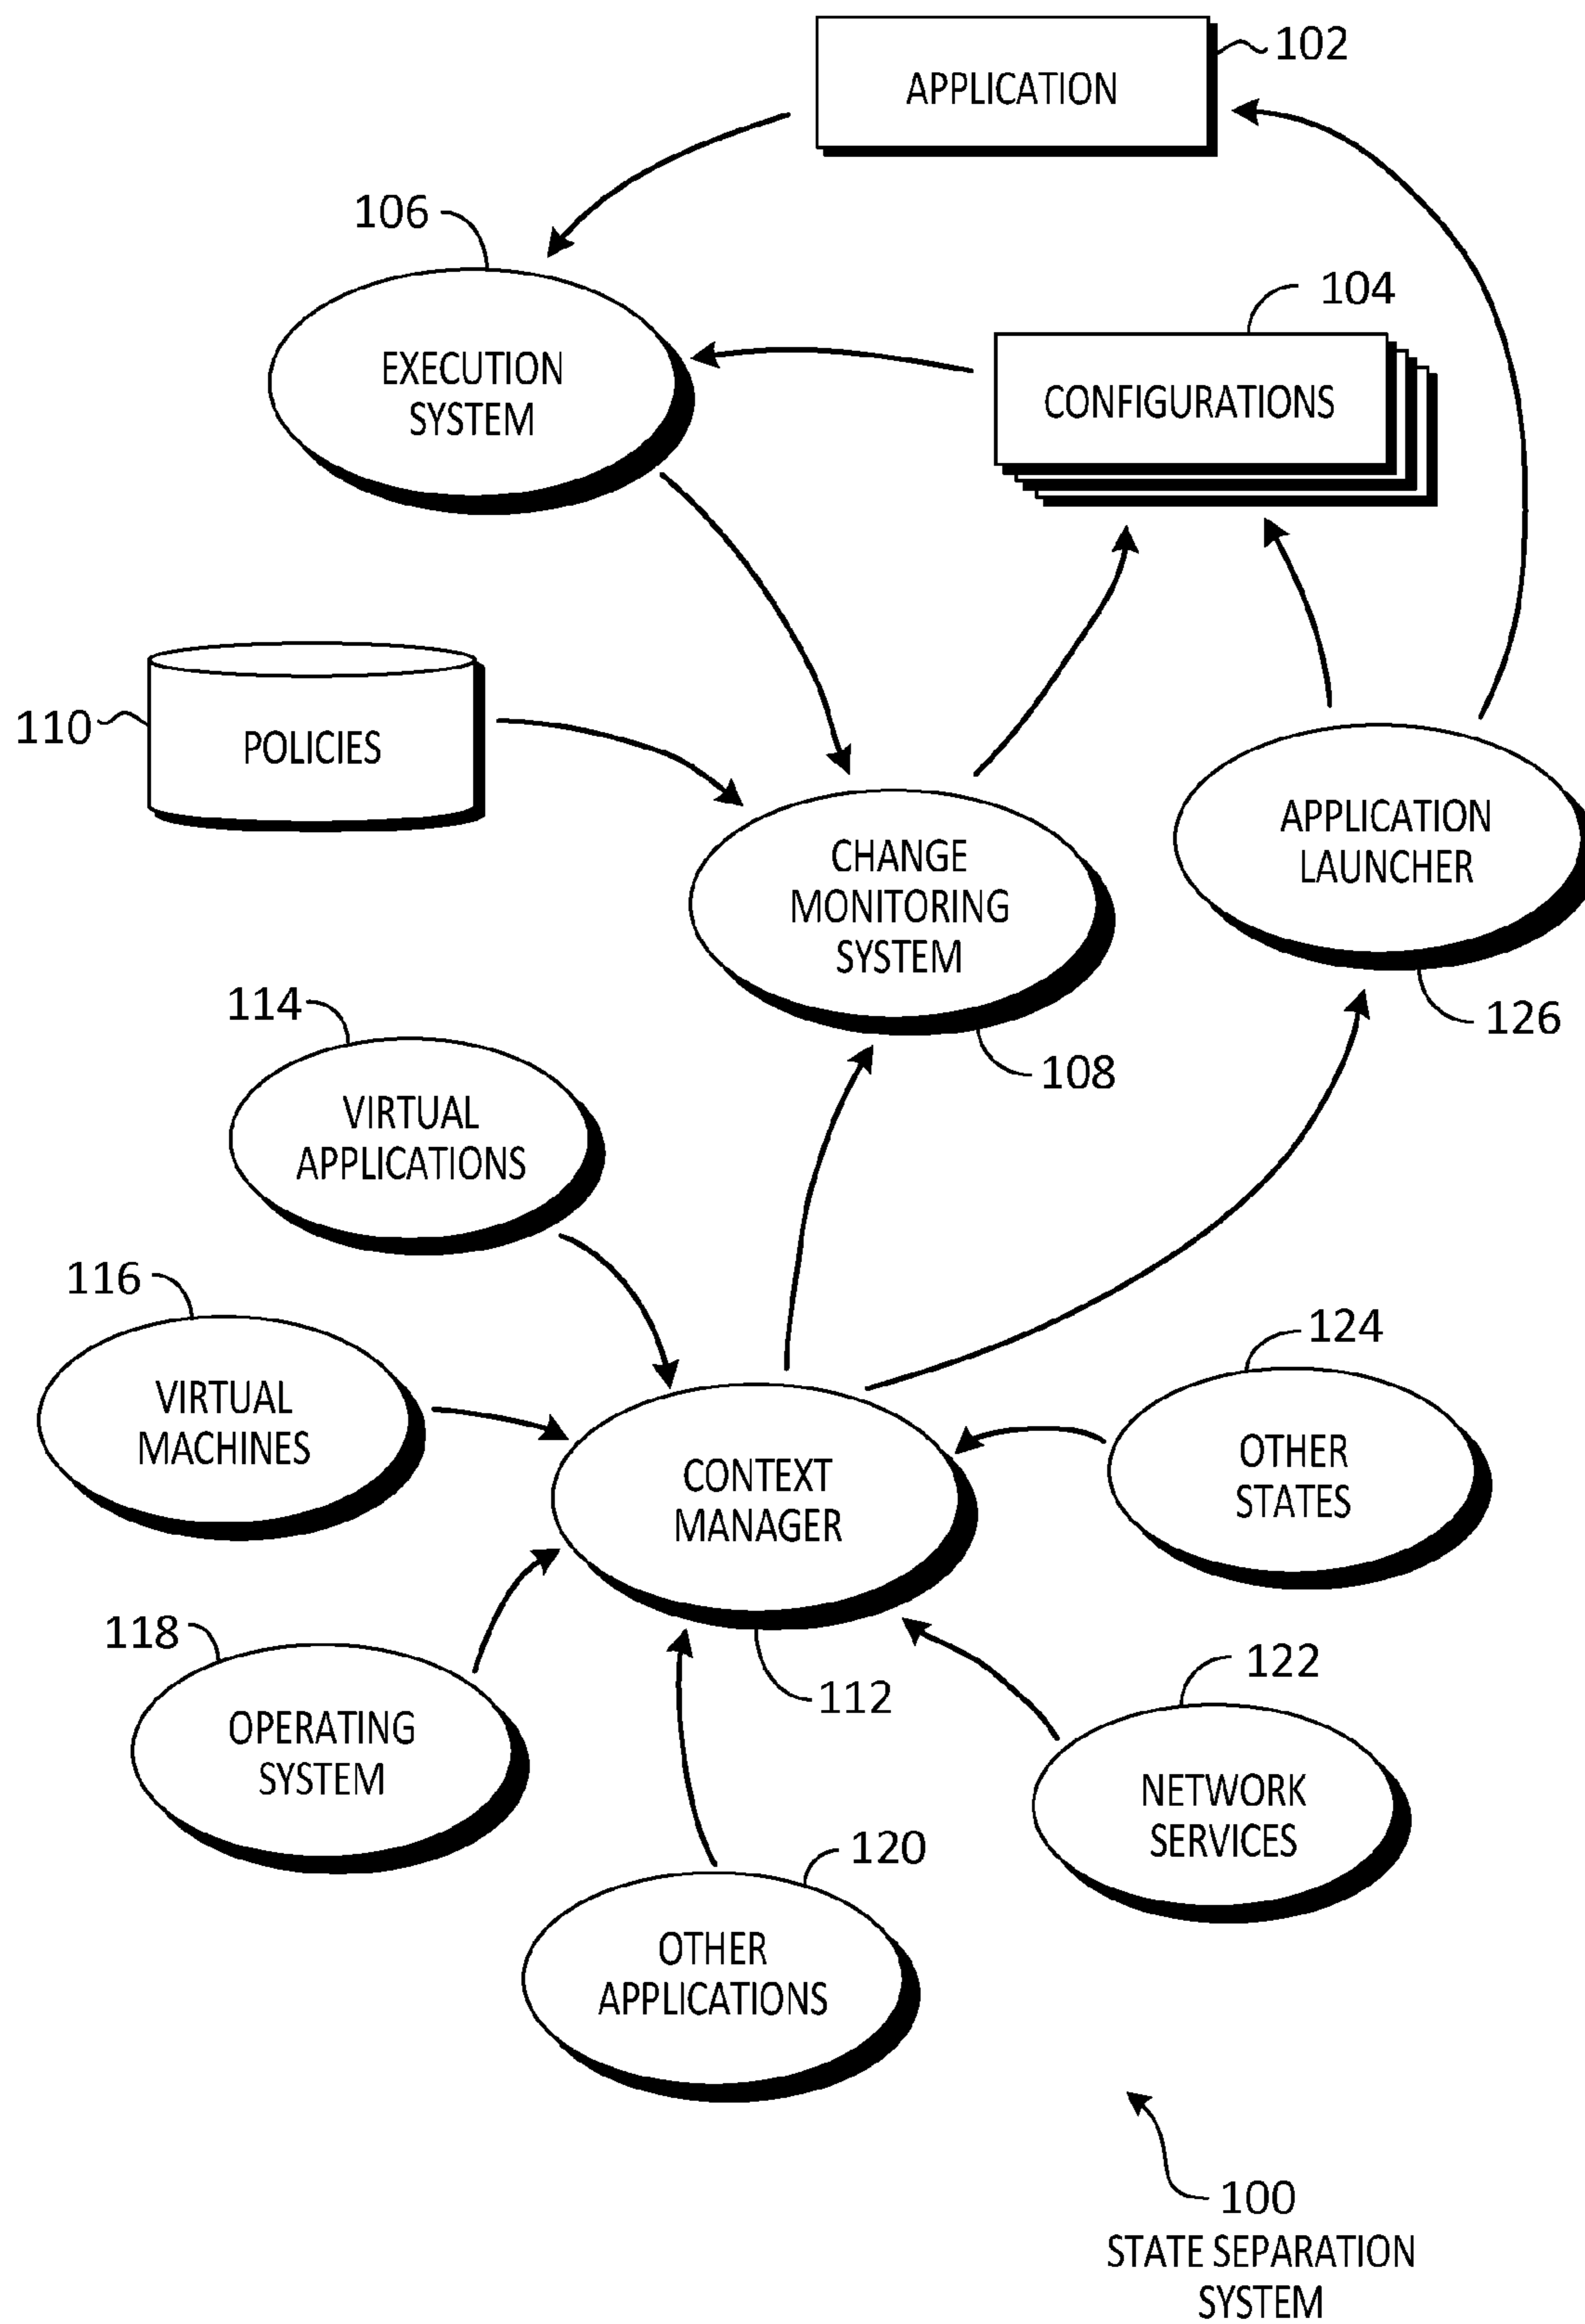 102
APPLICATION
106
104
EXECUTION
SYSTEM
CONFIGURATIONS
110
POLICIES
CHANGE
MONITORING
SYSTEM
APPLICATION
LAUNCHER
126
108
114
VIRTUAL
APPLICATIONS
116
VIRTUAL
MACHINES
124
OTHER
STATES
CONTEXT
MANAGER
112
118
OPERATING
SYSTEM
122
NETWORK
SERVICES
120
OTHER
APPLICATIONS
100
STATE SEPARATION
SYSTEM